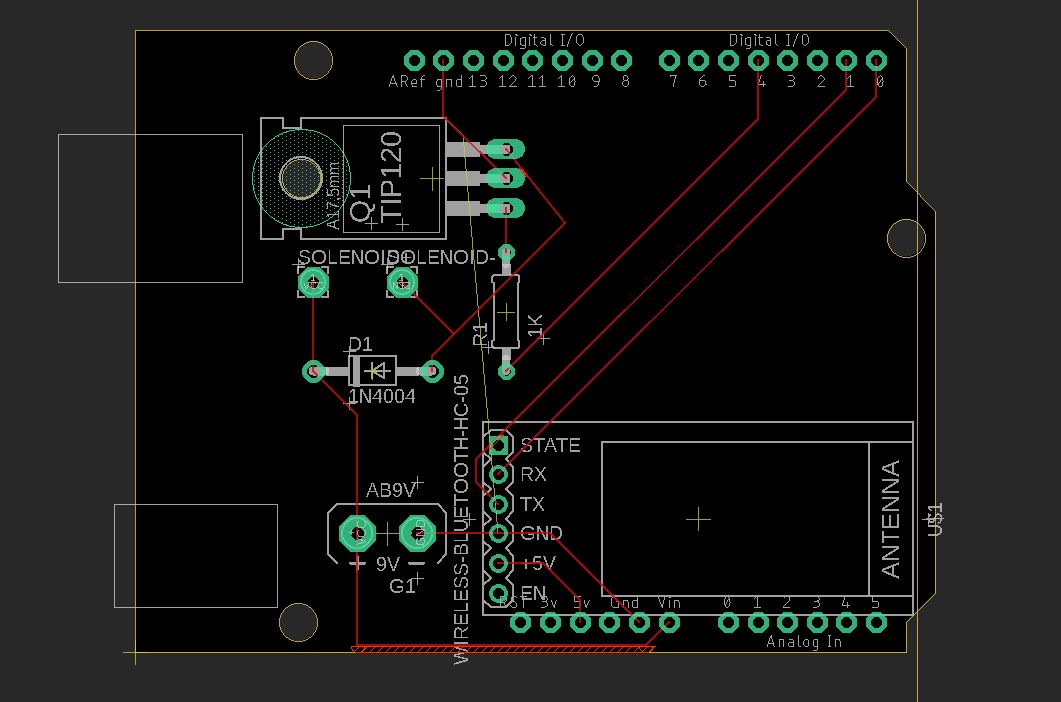 Digital I/O Digital I/O
ARef gnd 13 12 11 10 9 8 7 6 5 4 3 2 1 0
A17,5mm
Q1
TIP120
SOLENOID+
SOLENOID-
R1
1K
D1
1N4004
WIRELESS-BLUETOOTH-HC-05
STATE
RX
TX
GND
+5V
EN
ANTENNA
U$1
AB9V
VCC GND
+ 9V -
G1
RST 3v 5v Gnd Vin 0 1 2 3 4 5
Analog In